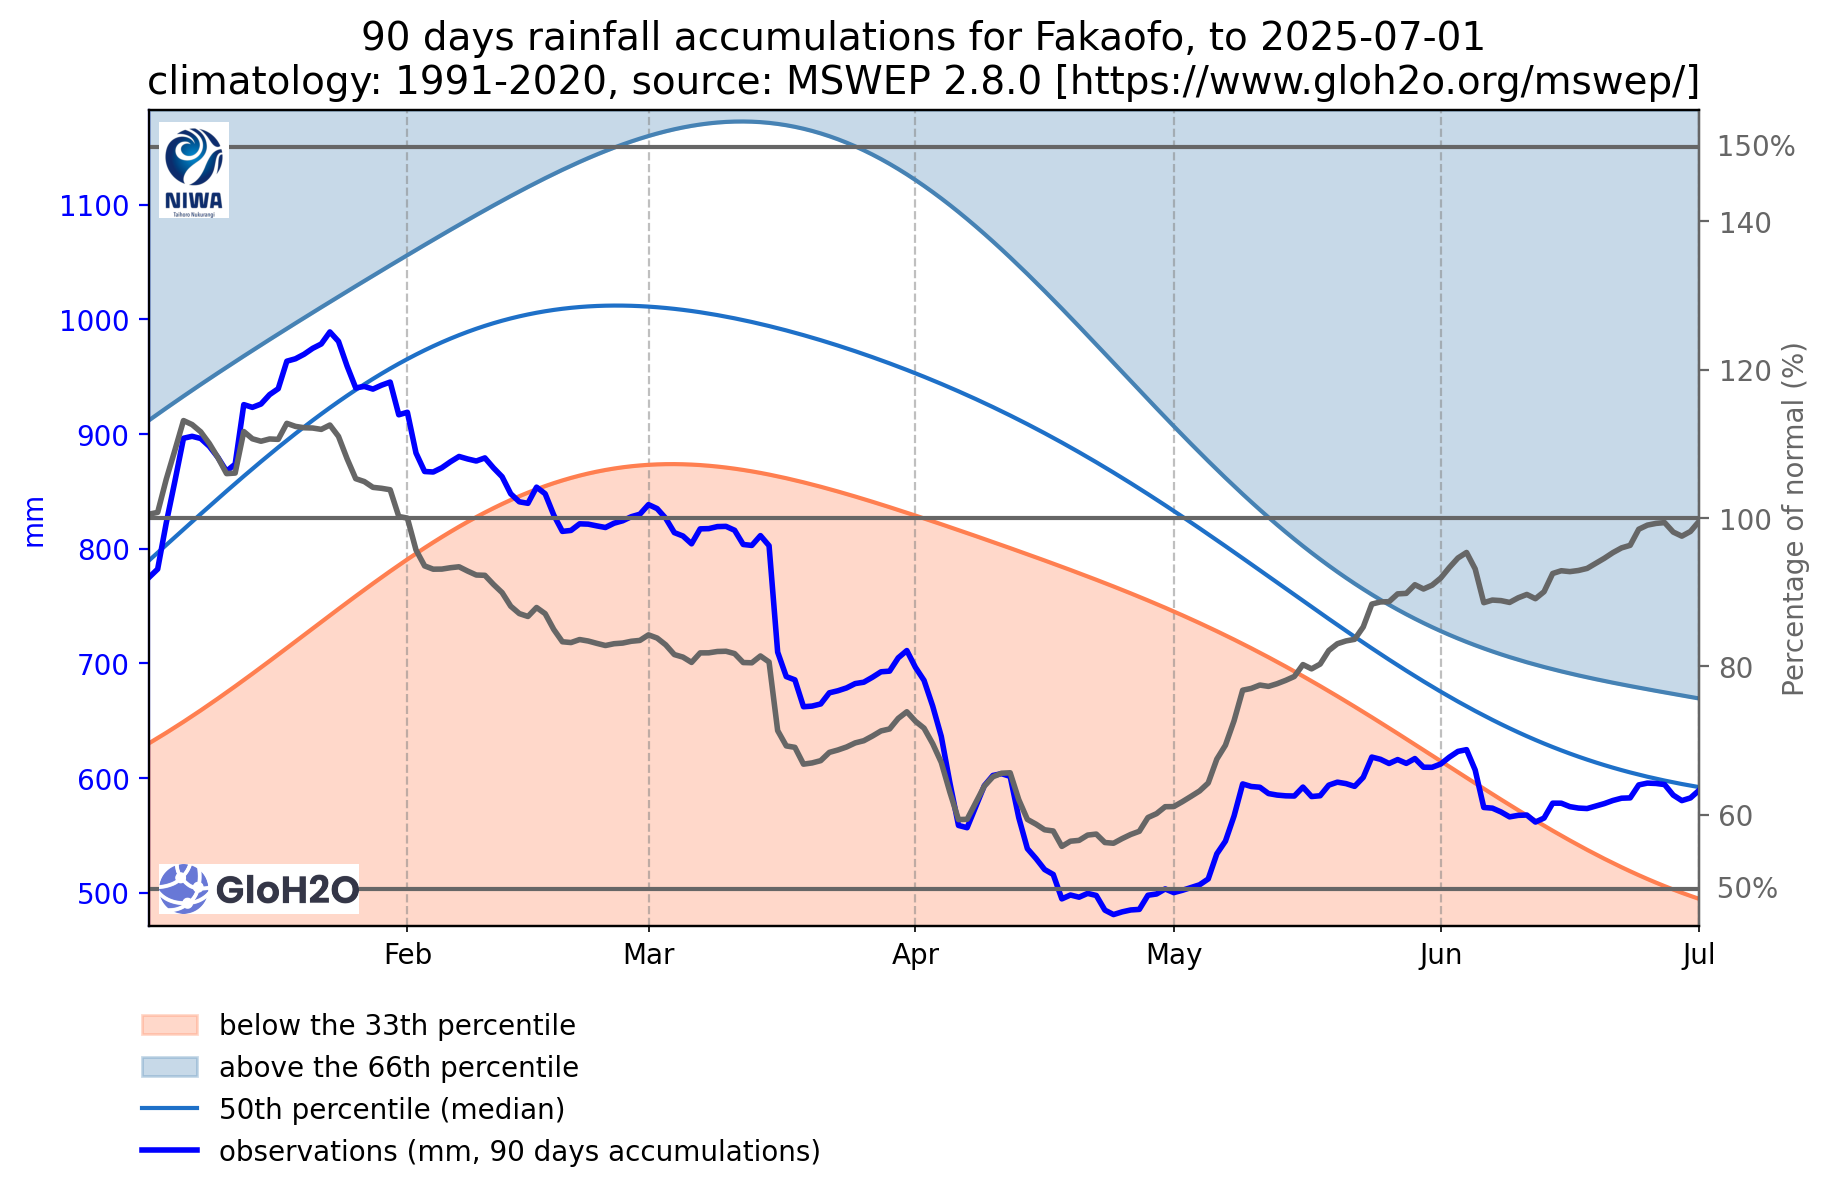 90 days rainfall accumulations for Fakaofo, to 2025-07-01
climatology: 1991-2020, source: MSWEP 2.8.0 [https://www.gloh2o.org/mswep/]
NIWA
Taihoro Nukurangi
1100
1000
900
800
700
600
500
mm
150%
140
120
100
80
60
50%
Percentage of normal (%)
GloH2O
Feb
Mar
Apr
May
Jun
Jul
below the 33th percentile
above the 66th percentile
50th percentile (median)
observations (mm, 90 days accumulations)